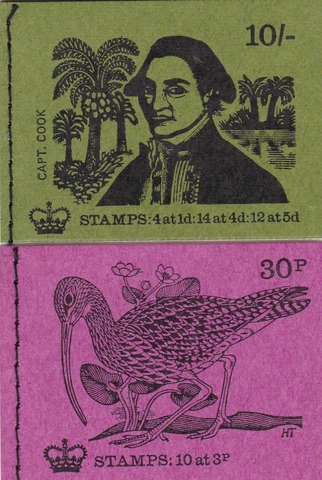 10/-
CAPT. COOK
STAMPS: 4 at 1d: 14 at 4d: 12 at 5d
30P
HT
STAMPS: 10 at 3P